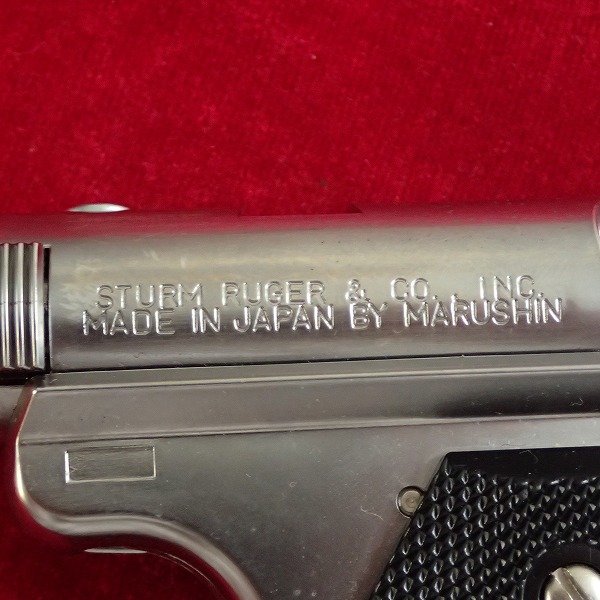 STURM RUGER & CO., INC.
MADE IN JAPAN BY MARUSHIN